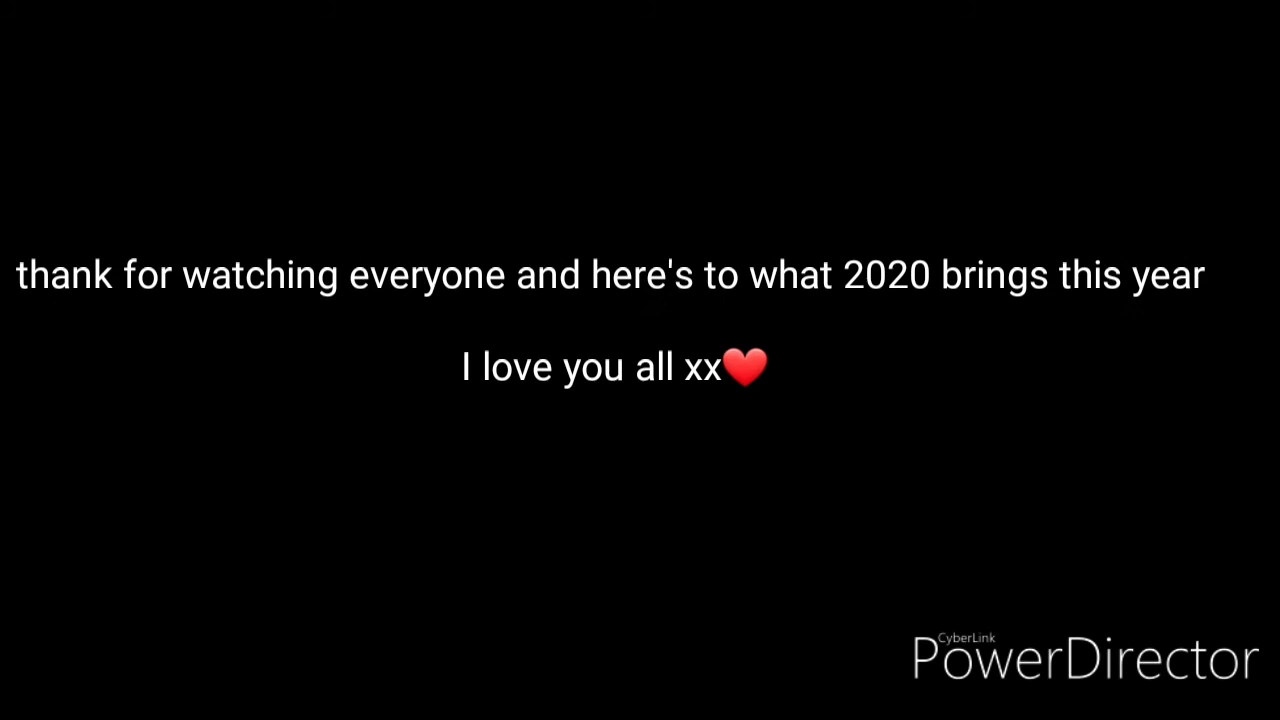 thank for watching everyone and here's to what 2020 brings this year
I love you all xx❤️
CyberLink
PowerDirector